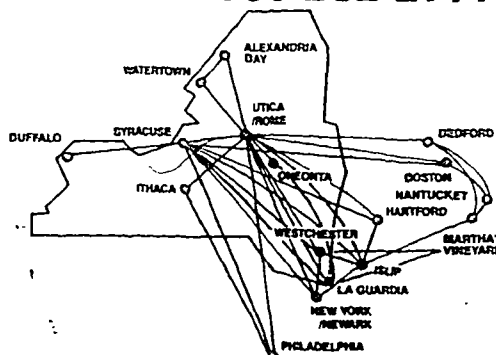 ALEXANDRIA
DAY
WATERTOWN
UTICA
/ROME
BUFFALO
SYRACUSE
BEDFORD
BOSTON
ONEONTA
NANTUCKET
ITHACA
HARTFORD
WESTCHESTER
MARTHA
VINEYARD
ISLIP
LA GUARDIA
NEW YORK
/NEWARK
PHILADELPHIA